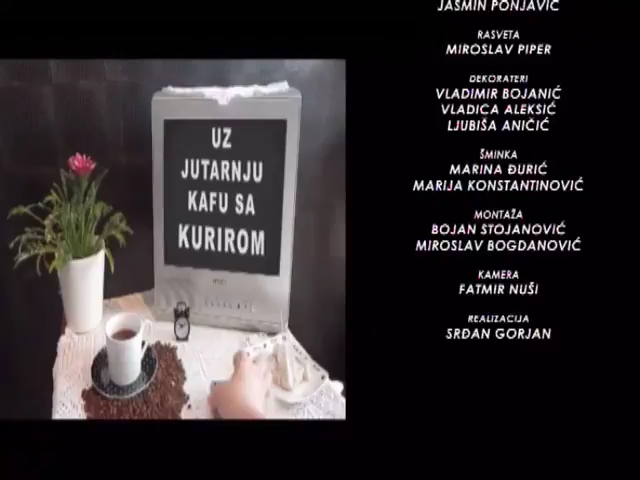 UZ
JUTARNJU
KAFU SA
KURIROM
JASMIN PONJAVIĆ
RASVETA
MIROSLAV PIPER
DEKORATERI
VLADIMIR BOJANIĆ
VLADICA ALEKSIĆ
LJUBIŠA ANIČIĆ
ŠMINKA
MARINA ĐURIĆ
MARIJA KONSTANTINOVIĆ
MONTAŽA
BOJAN STOJANOVIĆ
MIROSLAV BOGDANOVIĆ
KAMERA
FATMIR NUŠI
REALIZACIJA
SRĐAN GORJAN